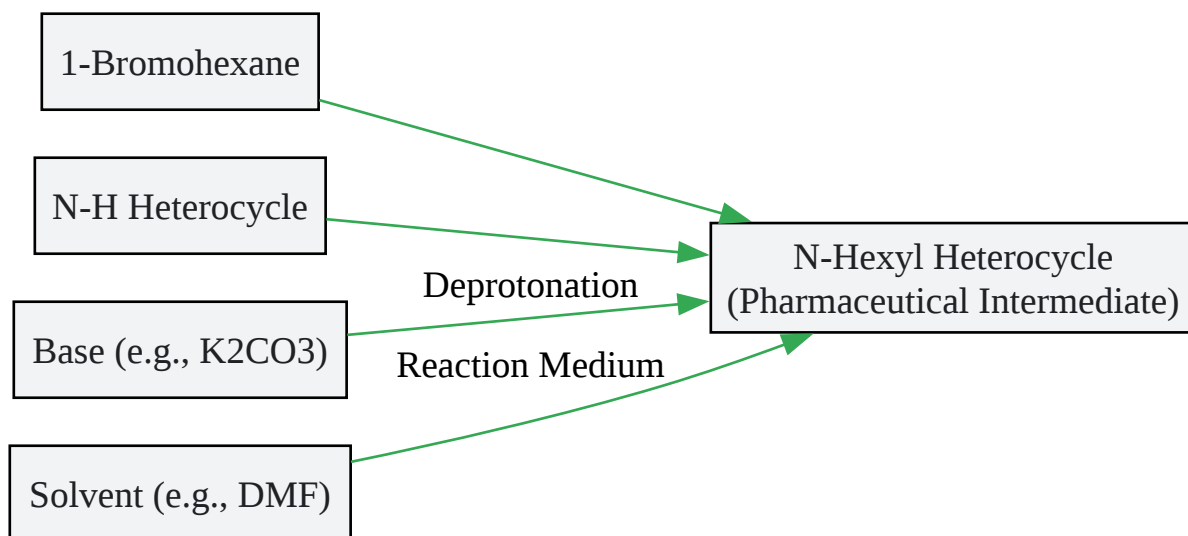 1-Bromohexane
N-H Heterocycle
N-Hexyl Heterocycle
(Pharmaceutical Intermediate)
Deprotonation
Base (e.g., K2CO3)
Reaction Medium
Solvent (e.g., DMF)